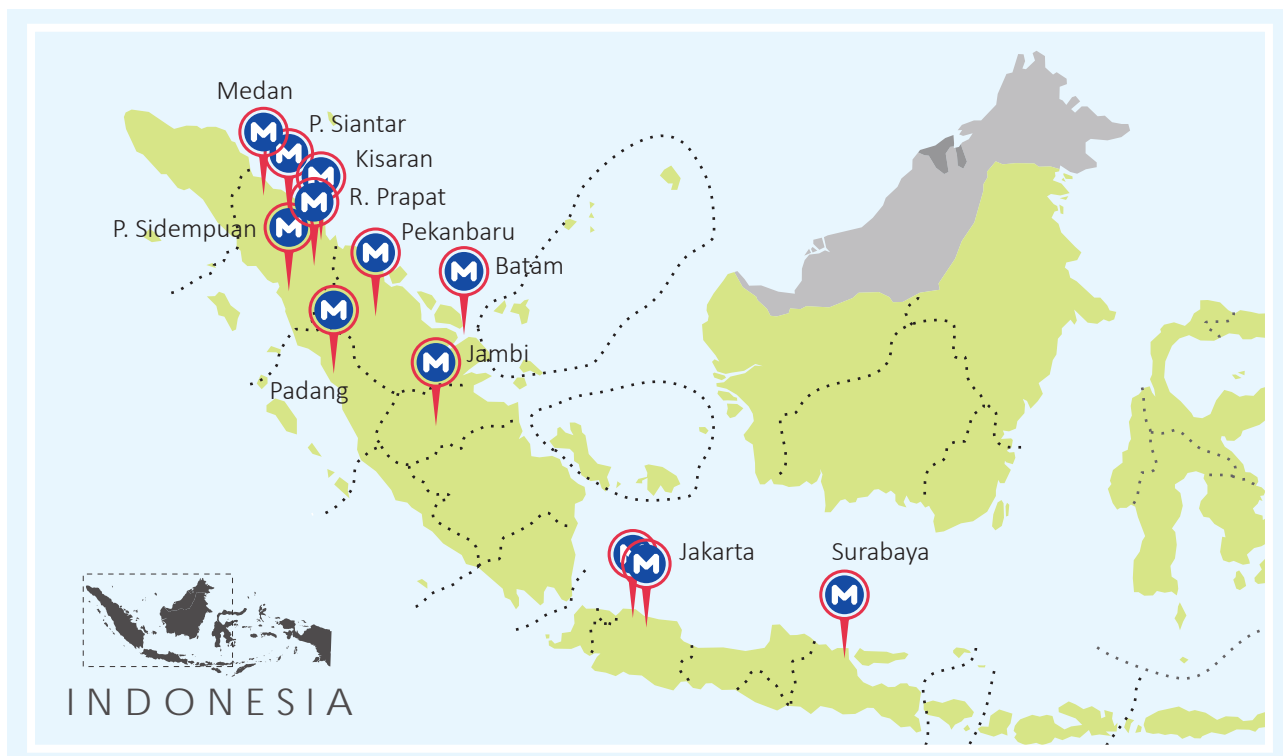 Medan
P. Siantar
Kisaran
R. Prapat
P. Sidempuan
Pekanbaru
Batam
Jambi
Padang
Jakarta
Surabaya
INDONESIA